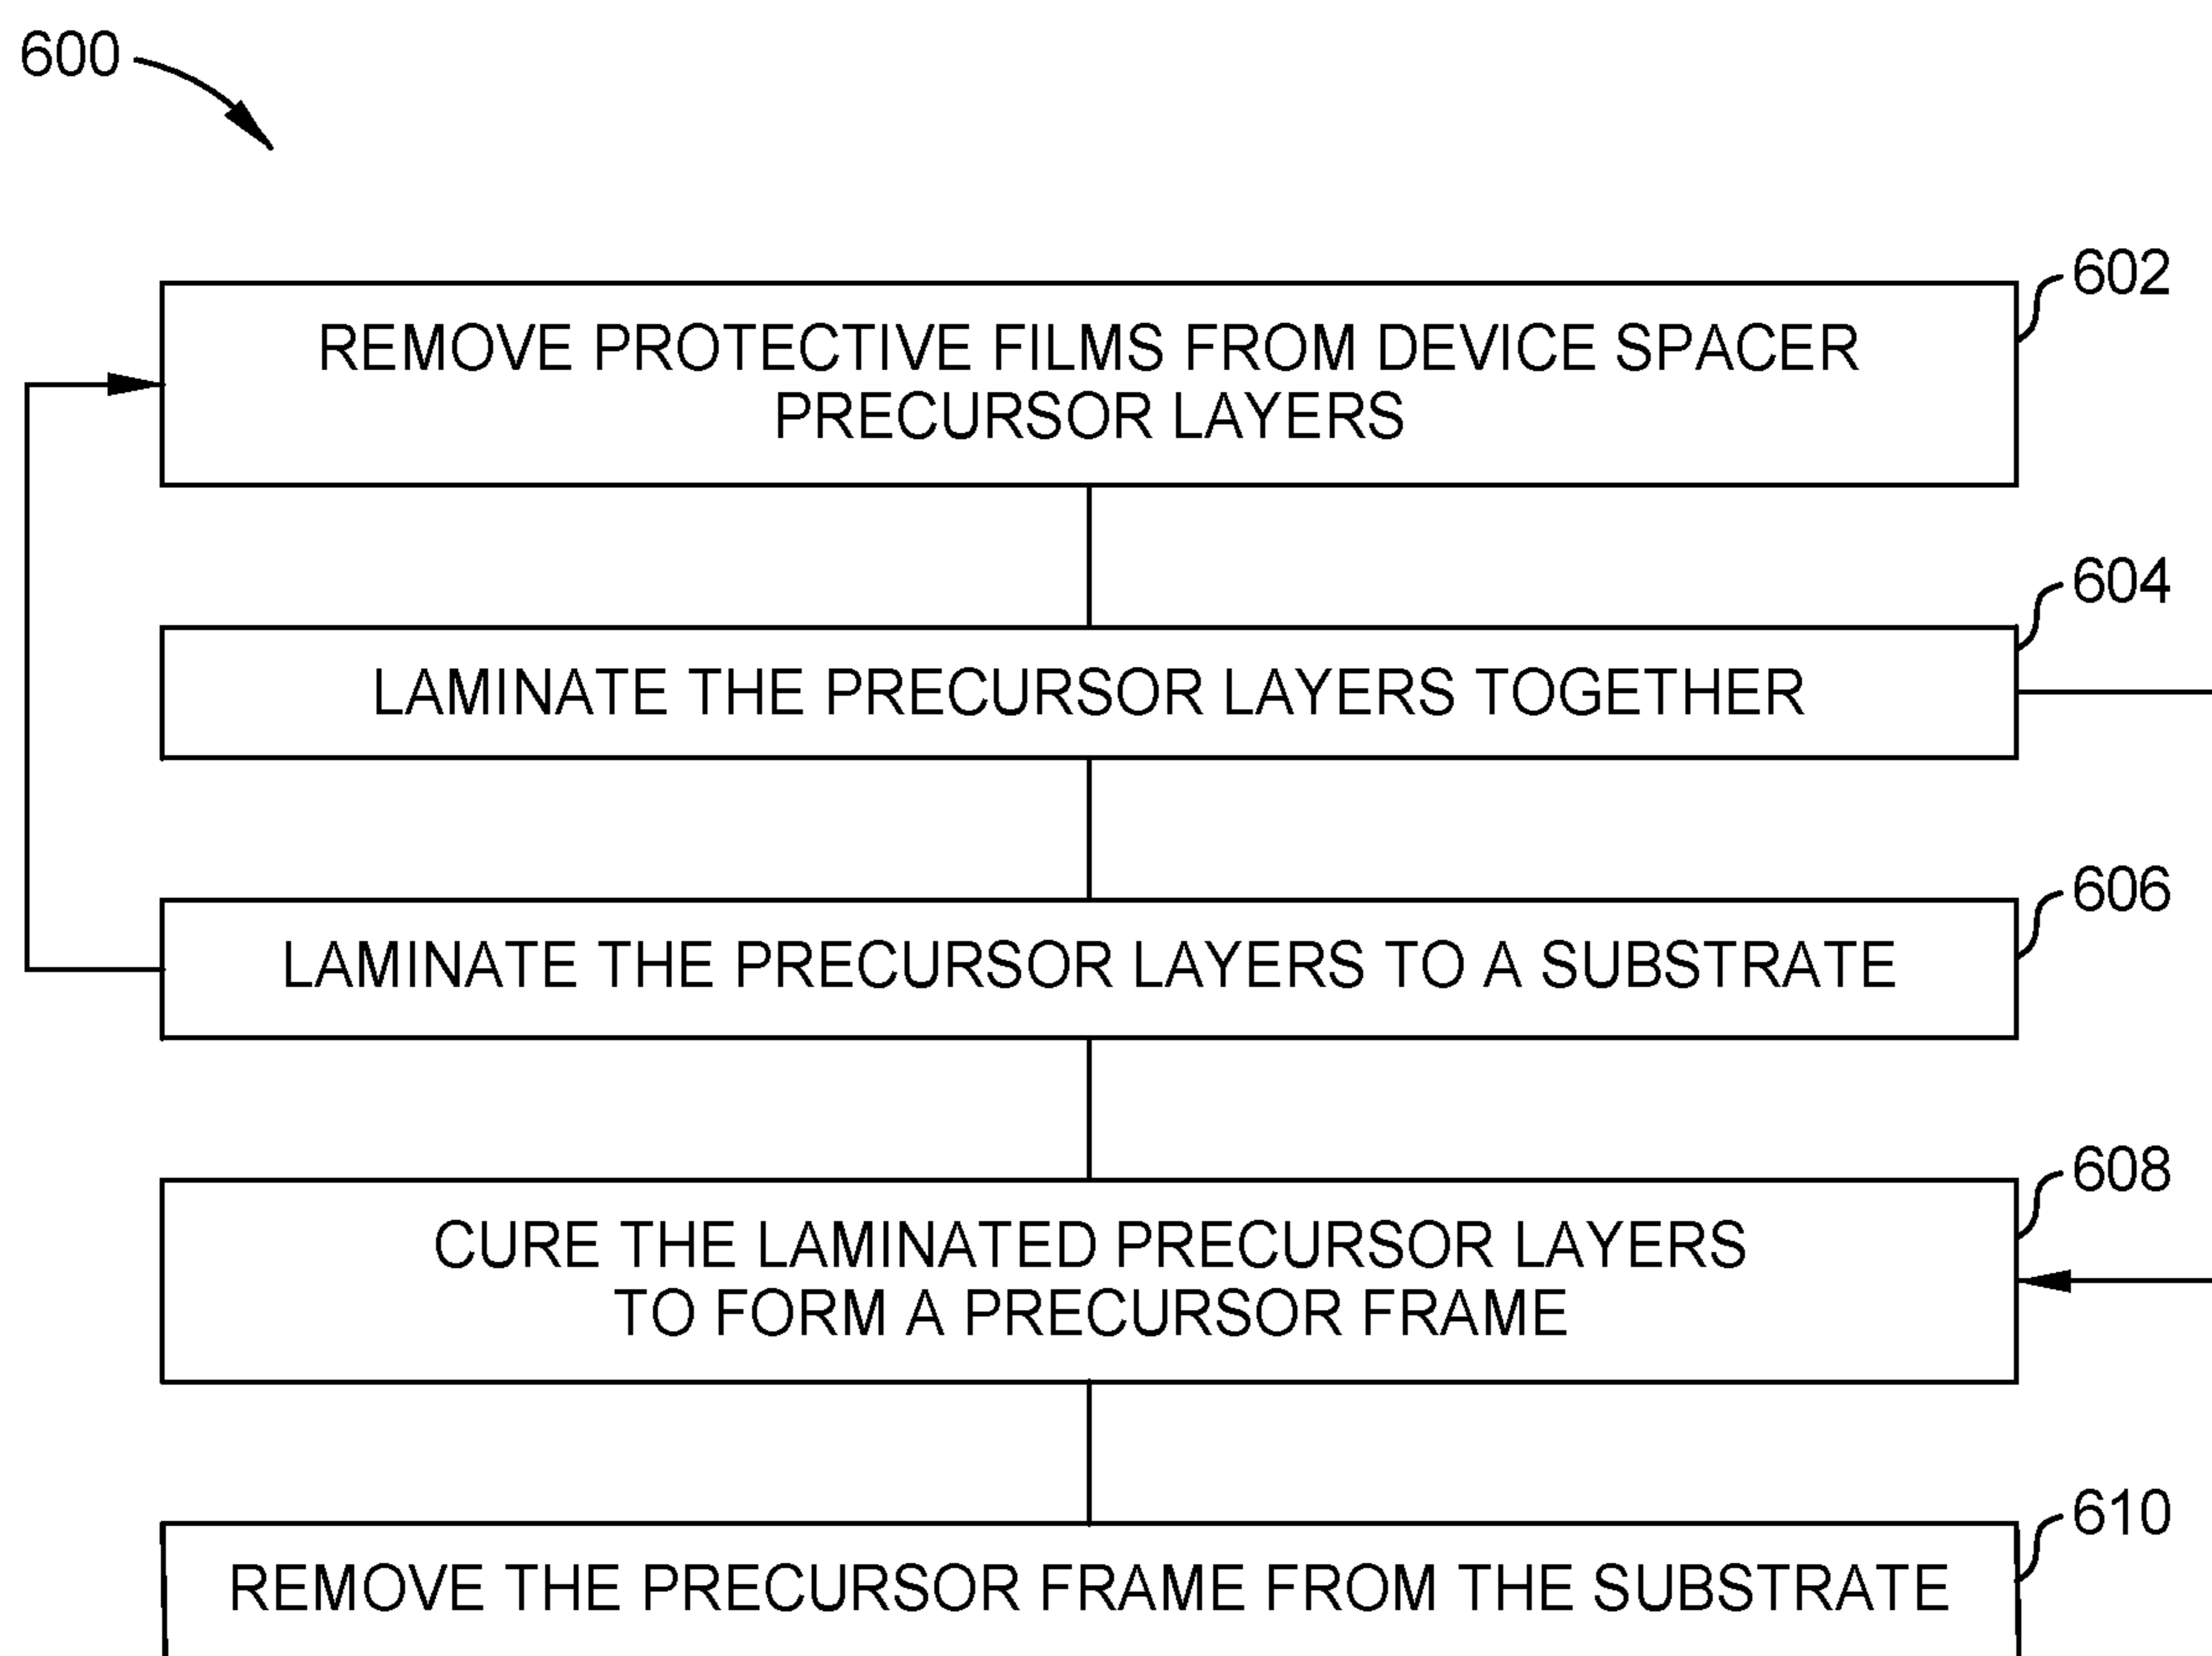 600
602
REMOVE PROTECTIVE FILMS FROM DEVICE SPACER
PRECURSOR LAYERS
604
LAMINATE THE PRECURSOR LAYERS TOGETHER
606
LAMINATE THE PRECURSOR LAYERS TO A SUBSTRATE
608
CURE THE LAMINATED PRECURSOR LAYERS
TO FORM A PRECURSOR FRAME
610
REMOVE THE PRECURSOR FRAME FROM THE SUBSTRATE